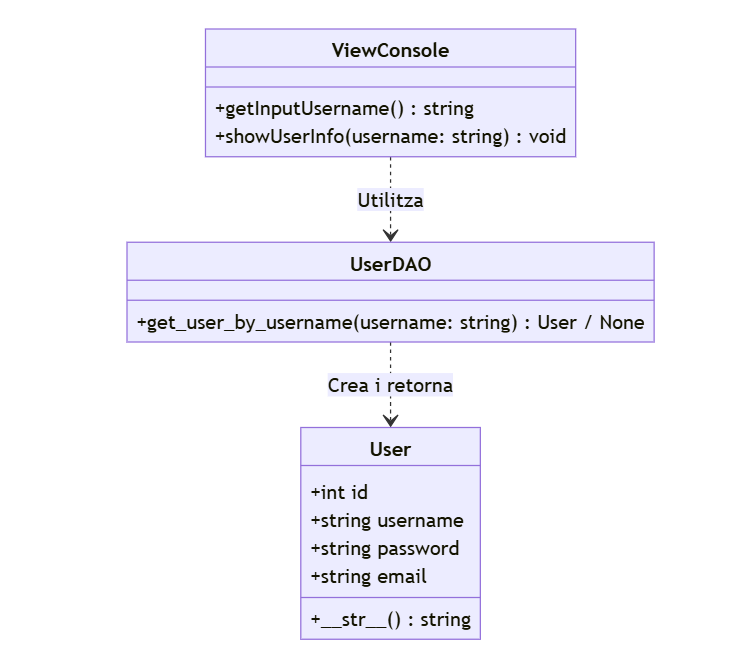 ViewConsole
+getInputUsername() : string
+showUserInfo(username: string) : void
Utilitza
UserDAO
+get_user_by_username(username: string) : User / None
Crea i retorna
User
+int id
+string username
+string password
+string email
+__str__() : string